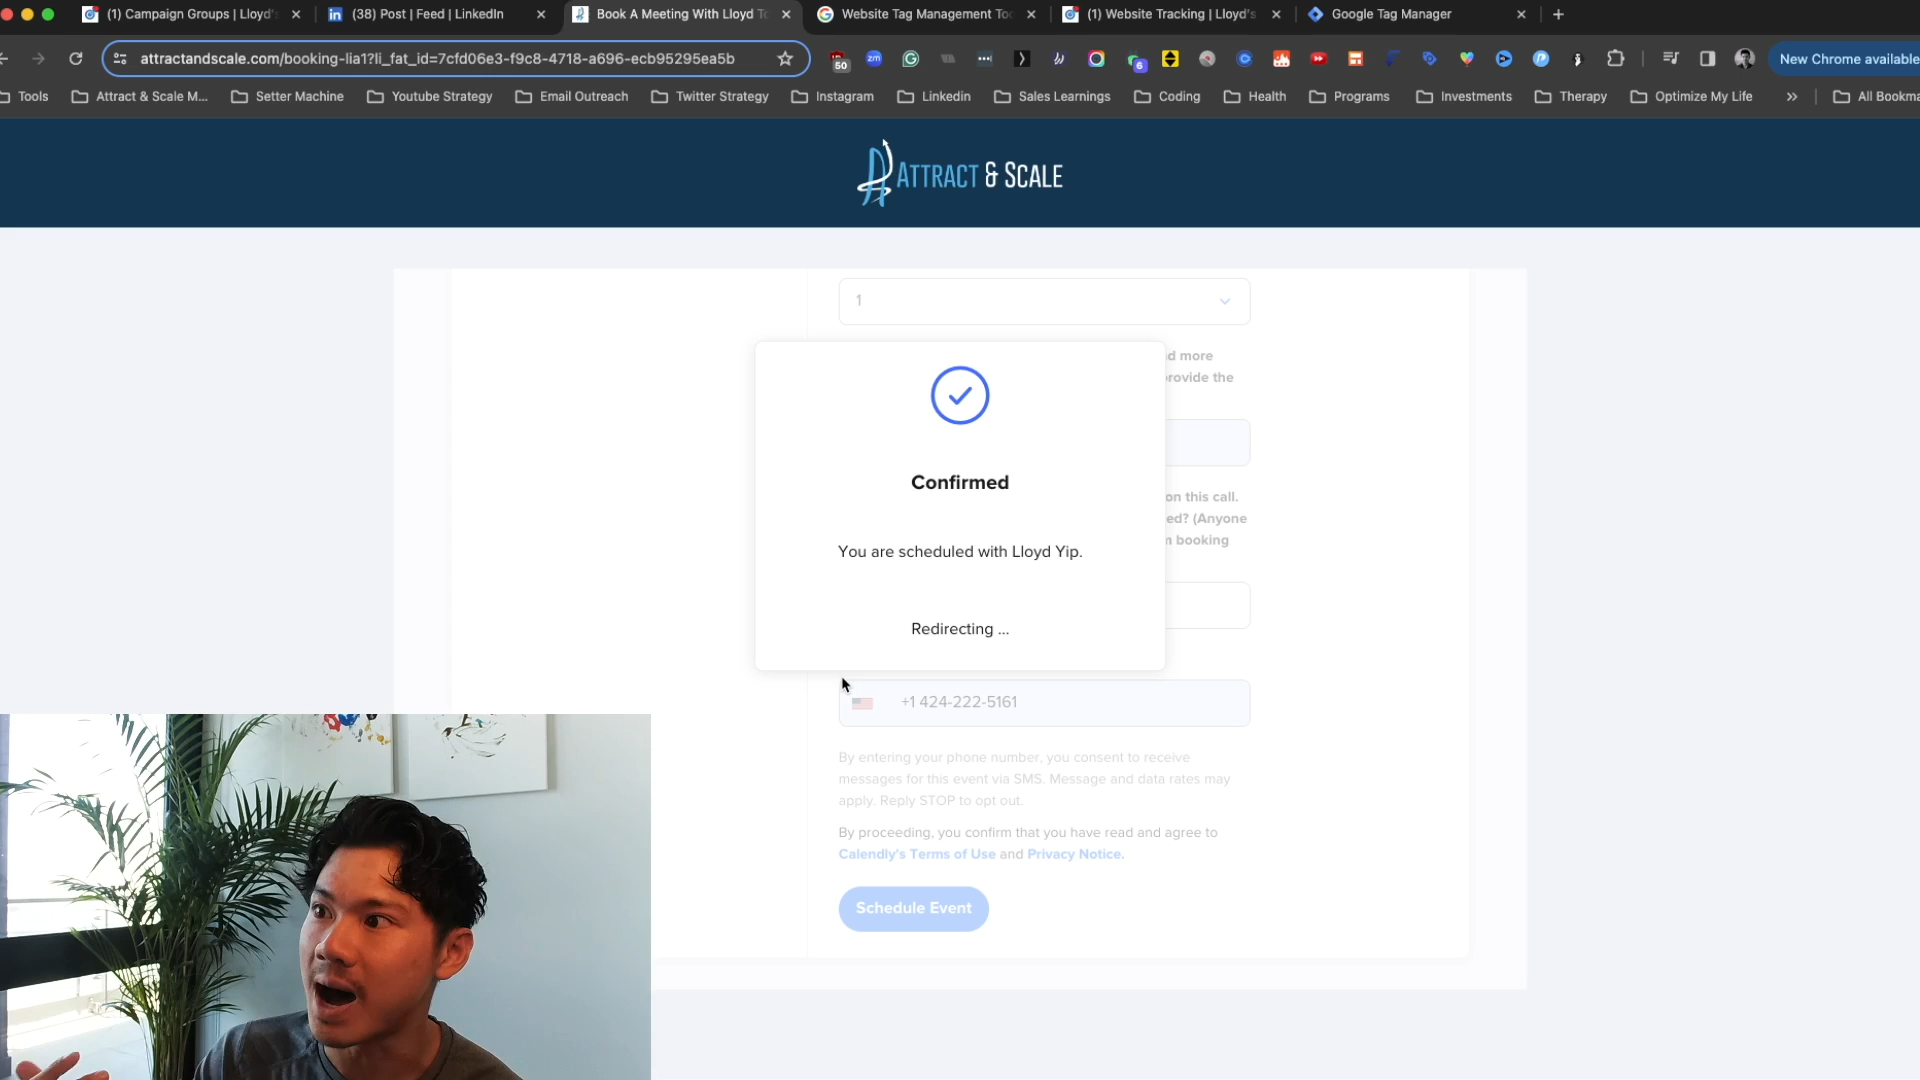 (1) Campaign Groups | Lloyd'
(38) Post | Feed | LinkedIn
Book A Meeting With Lloyd To
Website Tag Management Too
(1) Website Tracking | Lloyd's
Google Tag Manager
attractandscale.com/booking-lia1?li_fat_id=7cfd06e3-f9c8-4718-a696-ecb95295ea5b
50
zm
6
New Chrome available
Tools
Attract & Scale M...
Setter Machine
Youtube Strategy
Email Outreach
Twitter Strategy
Instagram
Linkedin
Sales Learnings
Coding
Health
Programs
Investments
Therapy
Optimize My Life
»
All Bookma
ATTRACT & SCALE
1
d more
rovide the
Confirmed
on this call.
ed? (Anyone
n booking
You are scheduled with Lloyd Yip.
Redirecting ...
+1 424-222-5161
By entering your phone number, you consent to receive
messages for this event via SMS. Message and data rates may
apply. Reply STOP to opt out.
By proceeding, you confirm that you have read and agree to
Calendly's Terms of Use and Privacy Notice.
Schedule Event